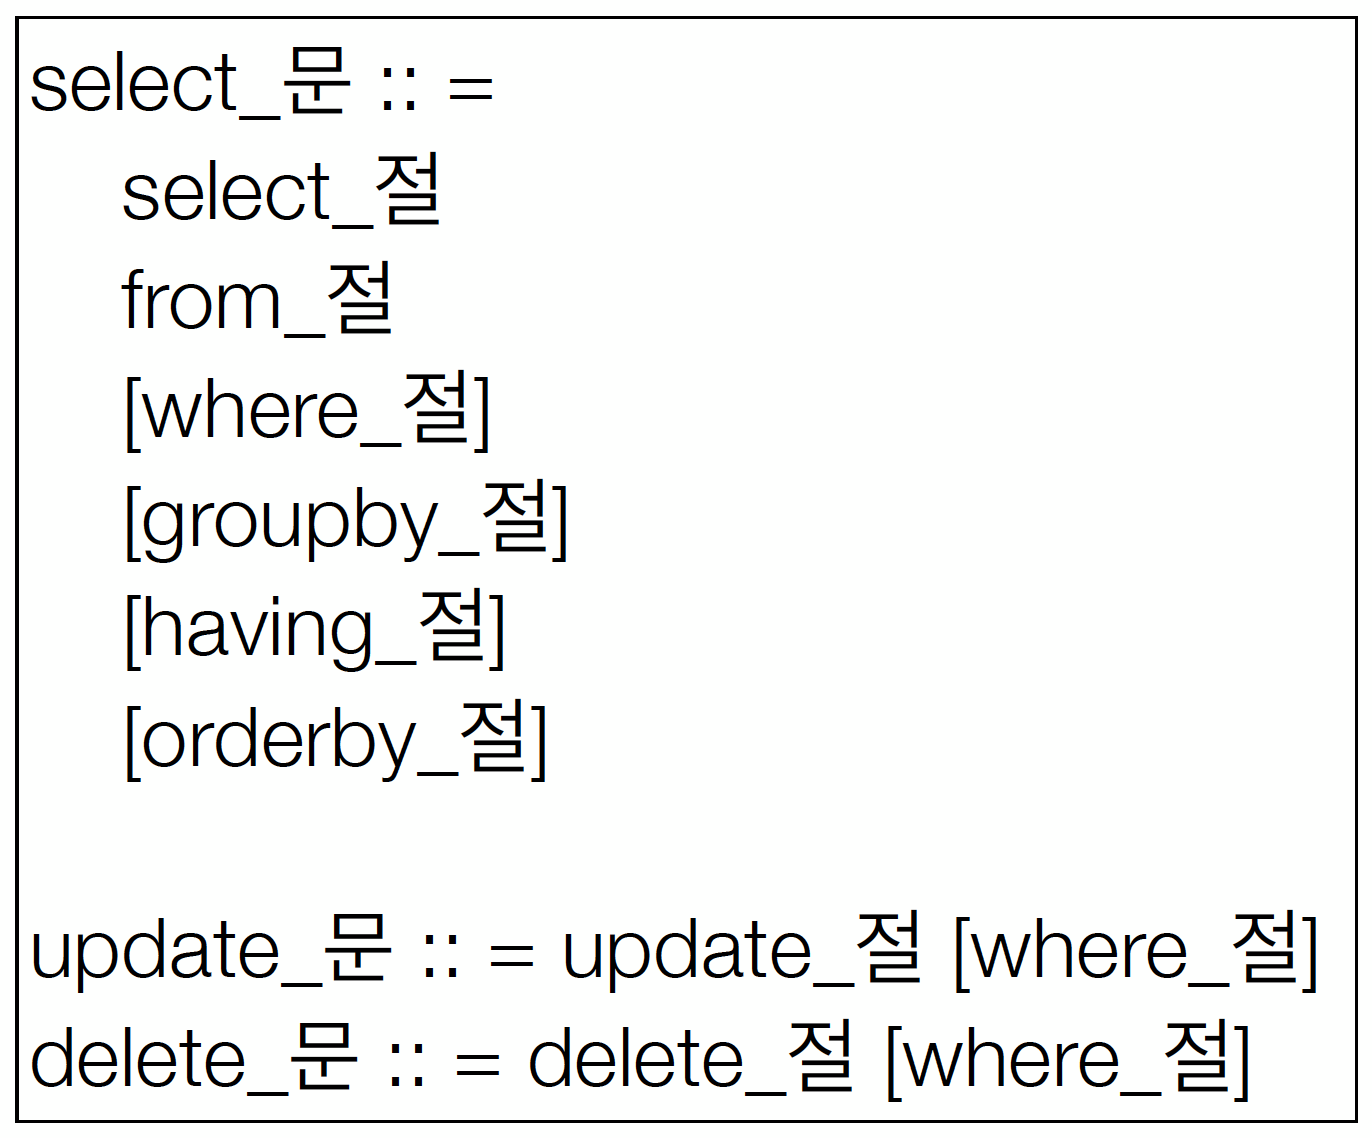 select_문 :: =
select_절
from_절
[where_절]
[groupby_절]
[having_절]
[orderby_절]
update_문 :: = update_절 [where_절]
delete_문 :: = delete_절 [where_절]